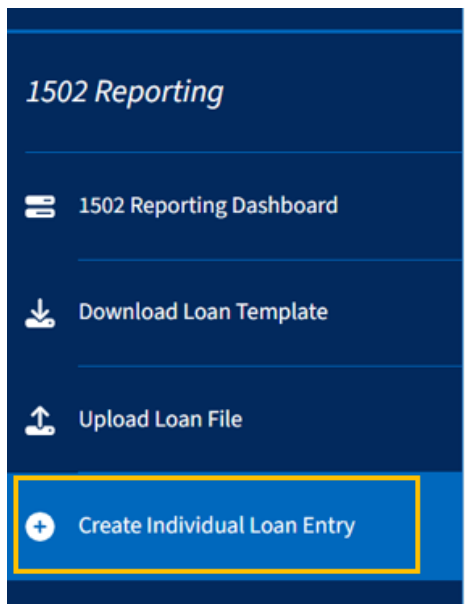 1502 Reporting
1502 Reporting Dashboard
Download Loan Template
Upload Loan File
Create Individual Loan Entry